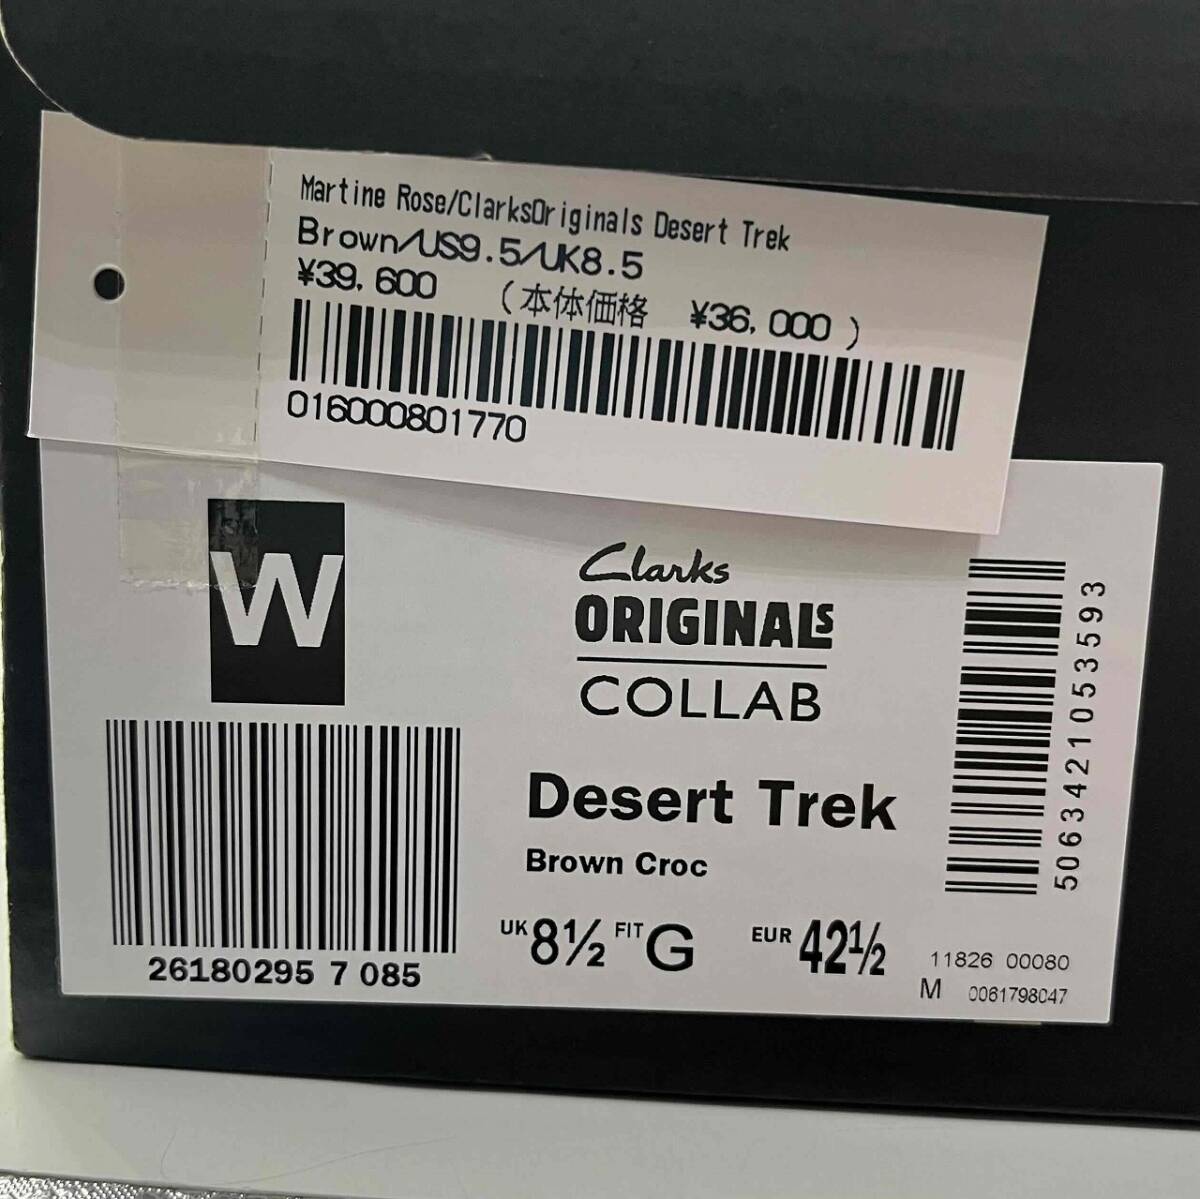 Martine Rose/ClarksOriginals Desert Trek
Brown/US9.5/UK8.5
¥39,600 (本体価格 ¥36,000)
016000801770
W
Clarks
ORIGINALS
COLLAB
Desert Trek
Brown Croc
UK 8½ FIT G EUR 42½
26180295 7 085
5063421053593
11826 00080
M 0061798047